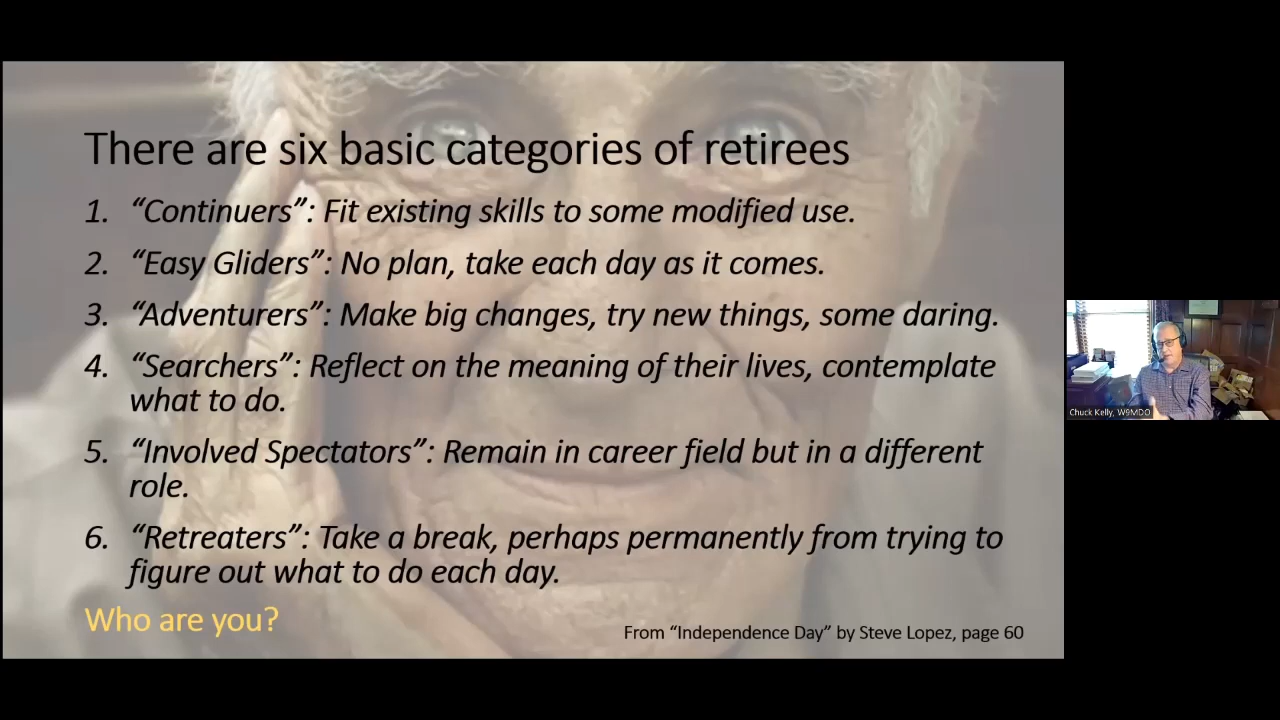 There are six basic categories of retirees
1. “Continuers”: Fit existing skills to some modified use.
2. “Easy Gliders”: No plan, take each day as it comes.
3. “Adventurers”: Make big changes, try new things, some daring.
4. “Searchers”: Reflect on the meaning of their lives, contemplate
what to do.
5. “Involved Spectators”: Remain in career field but in a different
role.
6. “Retreaters”: Take a break, perhaps permanently from trying to
figure out what to do each day.
Who are you?
From “Independence Day” by Steve Lopez, page 60
Chuck Kelly, W9MDO